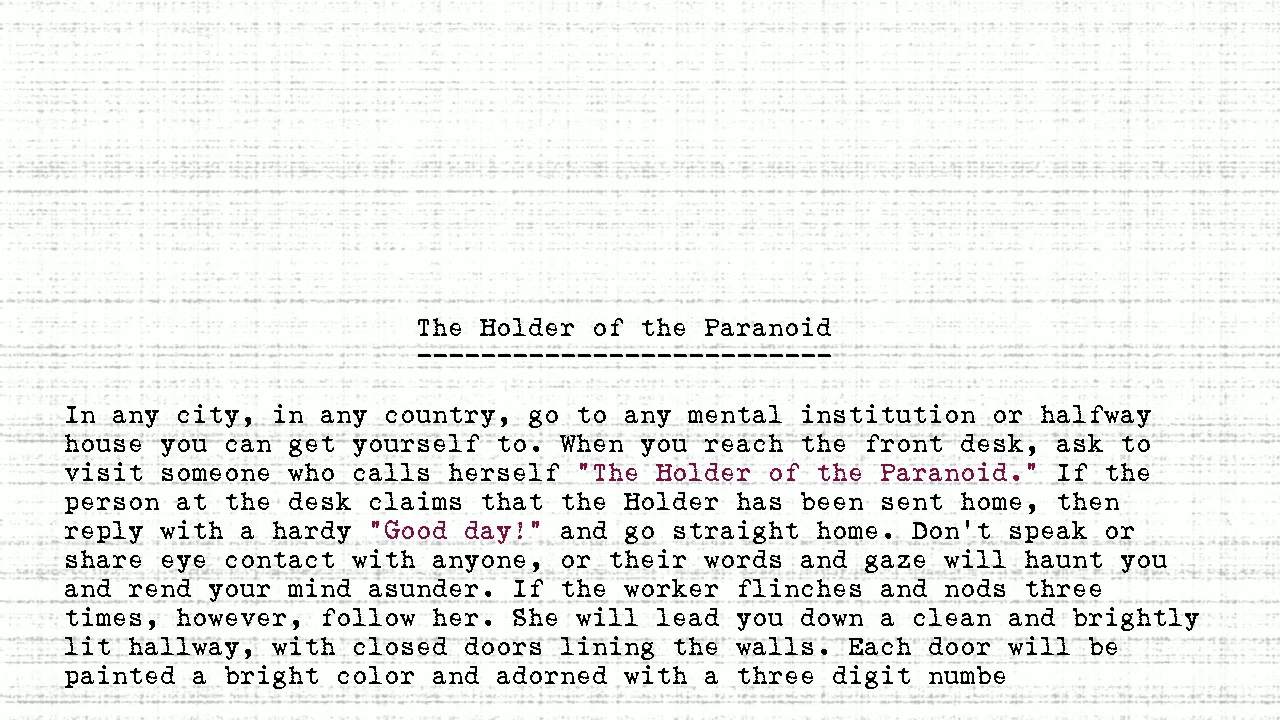 The Holder of the Paranoid
--------------------------
In any city, in any country, go to any mental institution or halfway
house you can get yourself to. When you reach the front desk, ask to
visit someone who calls herself "The Holder of the Paranoid." If the
person at the desk claims that the Holder has been sent home, then
reply with a hardy "Good day!" and go straight home. Don't speak or
share eye contact with anyone, or their words and gaze will haunt you
and rend your mind asunder. If the worker flinches and nods three
times, however, follow her. She will lead you down a clean and brightly
lit hallway, with closed doors lining the walls. Each door will be
painted a bright color and adorned with a three digit numbe